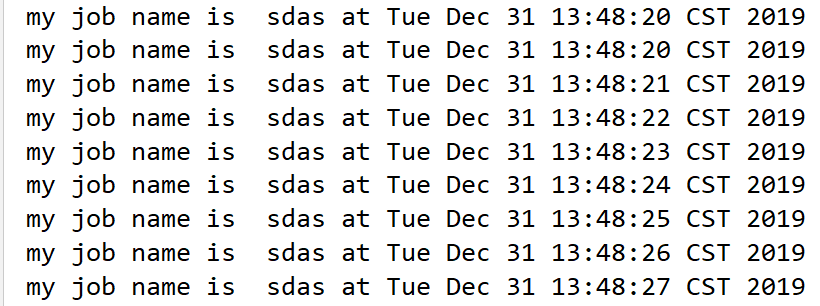 my job name is  sdas at Tue Dec 31 13:48:20 CST 2019
my job name is  sdas at Tue Dec 31 13:48:20 CST 2019
my job name is  sdas at Tue Dec 31 13:48:21 CST 2019
my job name is  sdas at Tue Dec 31 13:48:22 CST 2019
my job name is  sdas at Tue Dec 31 13:48:23 CST 2019
my job name is  sdas at Tue Dec 31 13:48:24 CST 2019
my job name is  sdas at Tue Dec 31 13:48:25 CST 2019
my job name is  sdas at Tue Dec 31 13:48:26 CST 2019
my job name is  sdas at Tue Dec 31 13:48:27 CST 2019